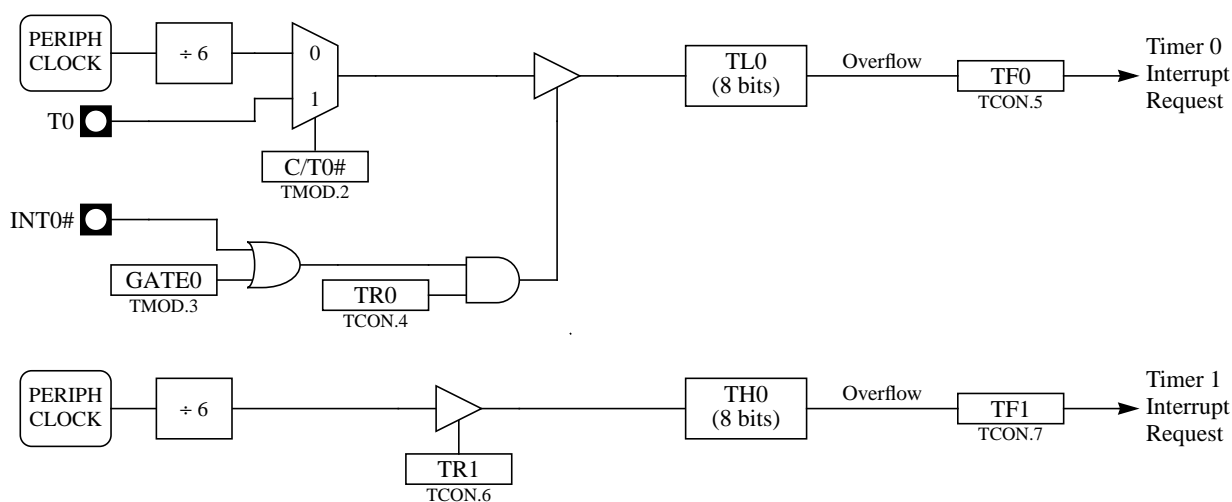 PERIPH
CLOCK
÷ 6
0
1
T0
C/T0#
TMOD.2
TL0
(8 bits)
Overflow
TF0
TCON.5
Timer 0
Interrupt
Request
INT0#
GATE0
TMOD.3
TR0
TCON.4
.
PERIPH
CLOCK
÷ 6
TR1
TCON.6
TH0
(8 bits)
Overflow
TF1
TCON.7
Timer 1
Interrupt
Request